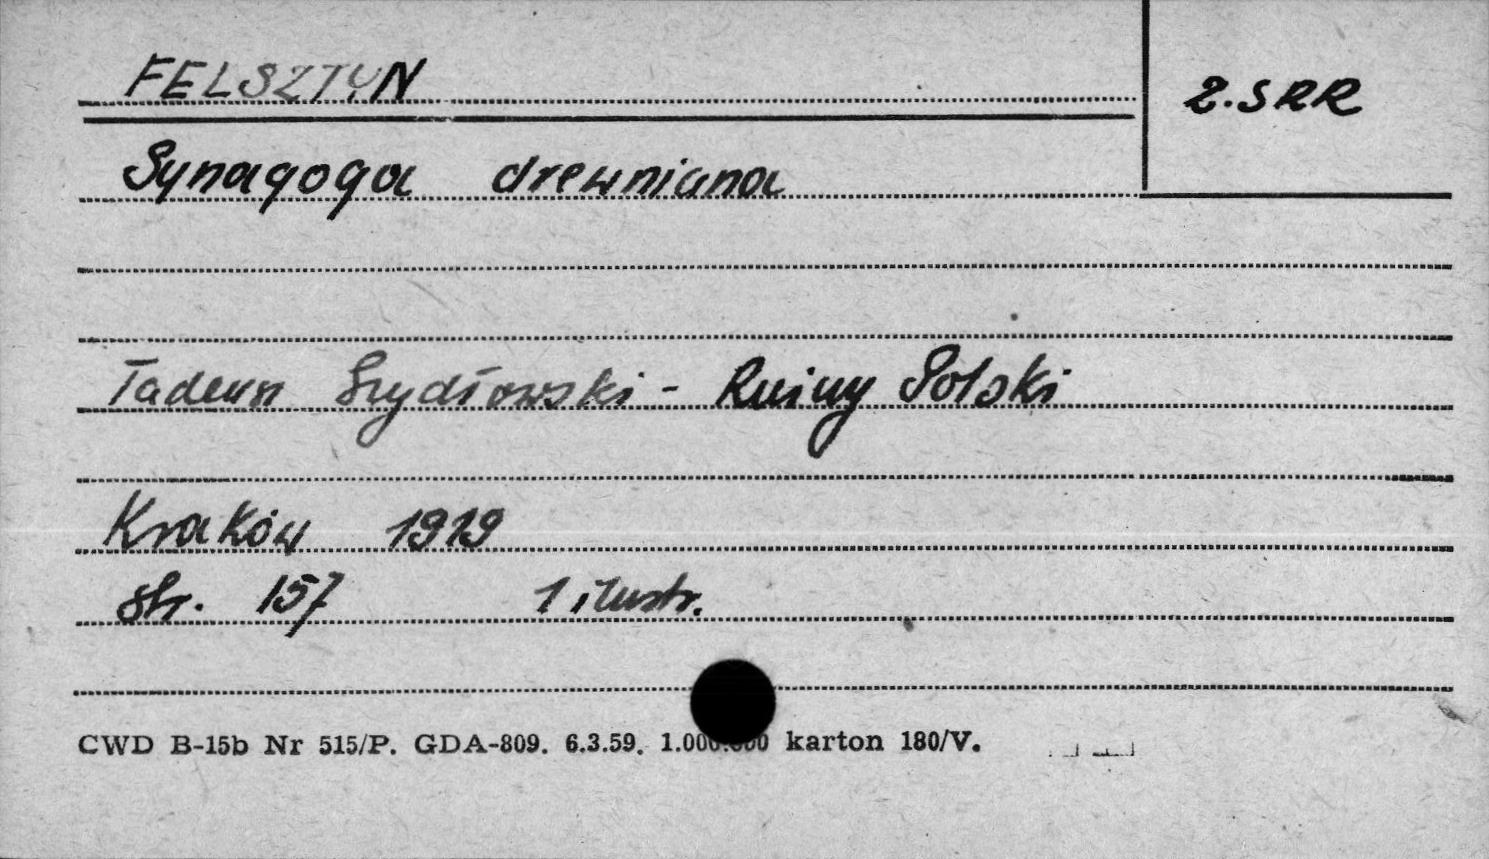 FELSZTYN
Z.SRR
Synagoga drewniana
Tadeusz Szydłowski - Ruiny Polski
Kraków 1919
str. 157 1 ilustr.
CWD B-15b Nr 515/P. GDA-809. 6.3.59. 1.000.000 karton 180/V.